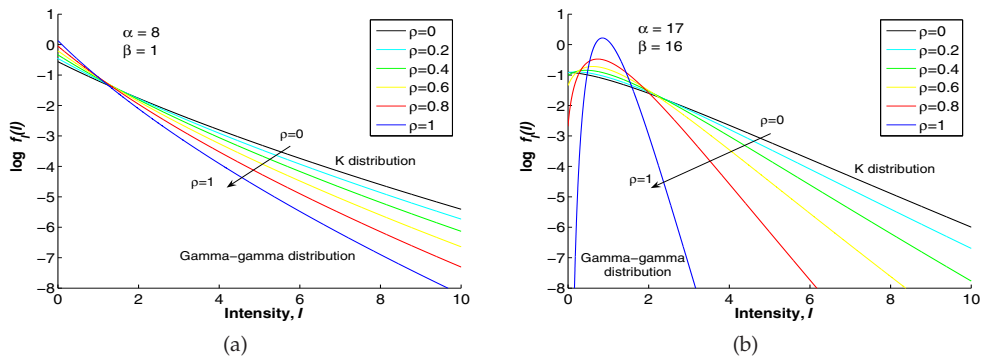 α = 8
β = 1
ρ=0
ρ=0.2
ρ=0.4
ρ=0.6
ρ=0.8
ρ=1
1
0
−1
−2
−3
−4
−5
−6
−7
−8
log f_I(I)
ρ=0
K distribution
ρ=1
Gamma−gamma distribution
0 2 4 6 8 10
Intensity, I
(a)
α = 17
β = 16
ρ=0
ρ=0.2
ρ=0.4
ρ=0.6
ρ=0.8
ρ=1
1
0
−1
−2
−3
−4
−5
−6
−7
−8
log f_I(I)
ρ=0
K distribution
ρ=1
Gamma−gamma
distribution
0 2 4 6 8 10
Intensity, I
(b)